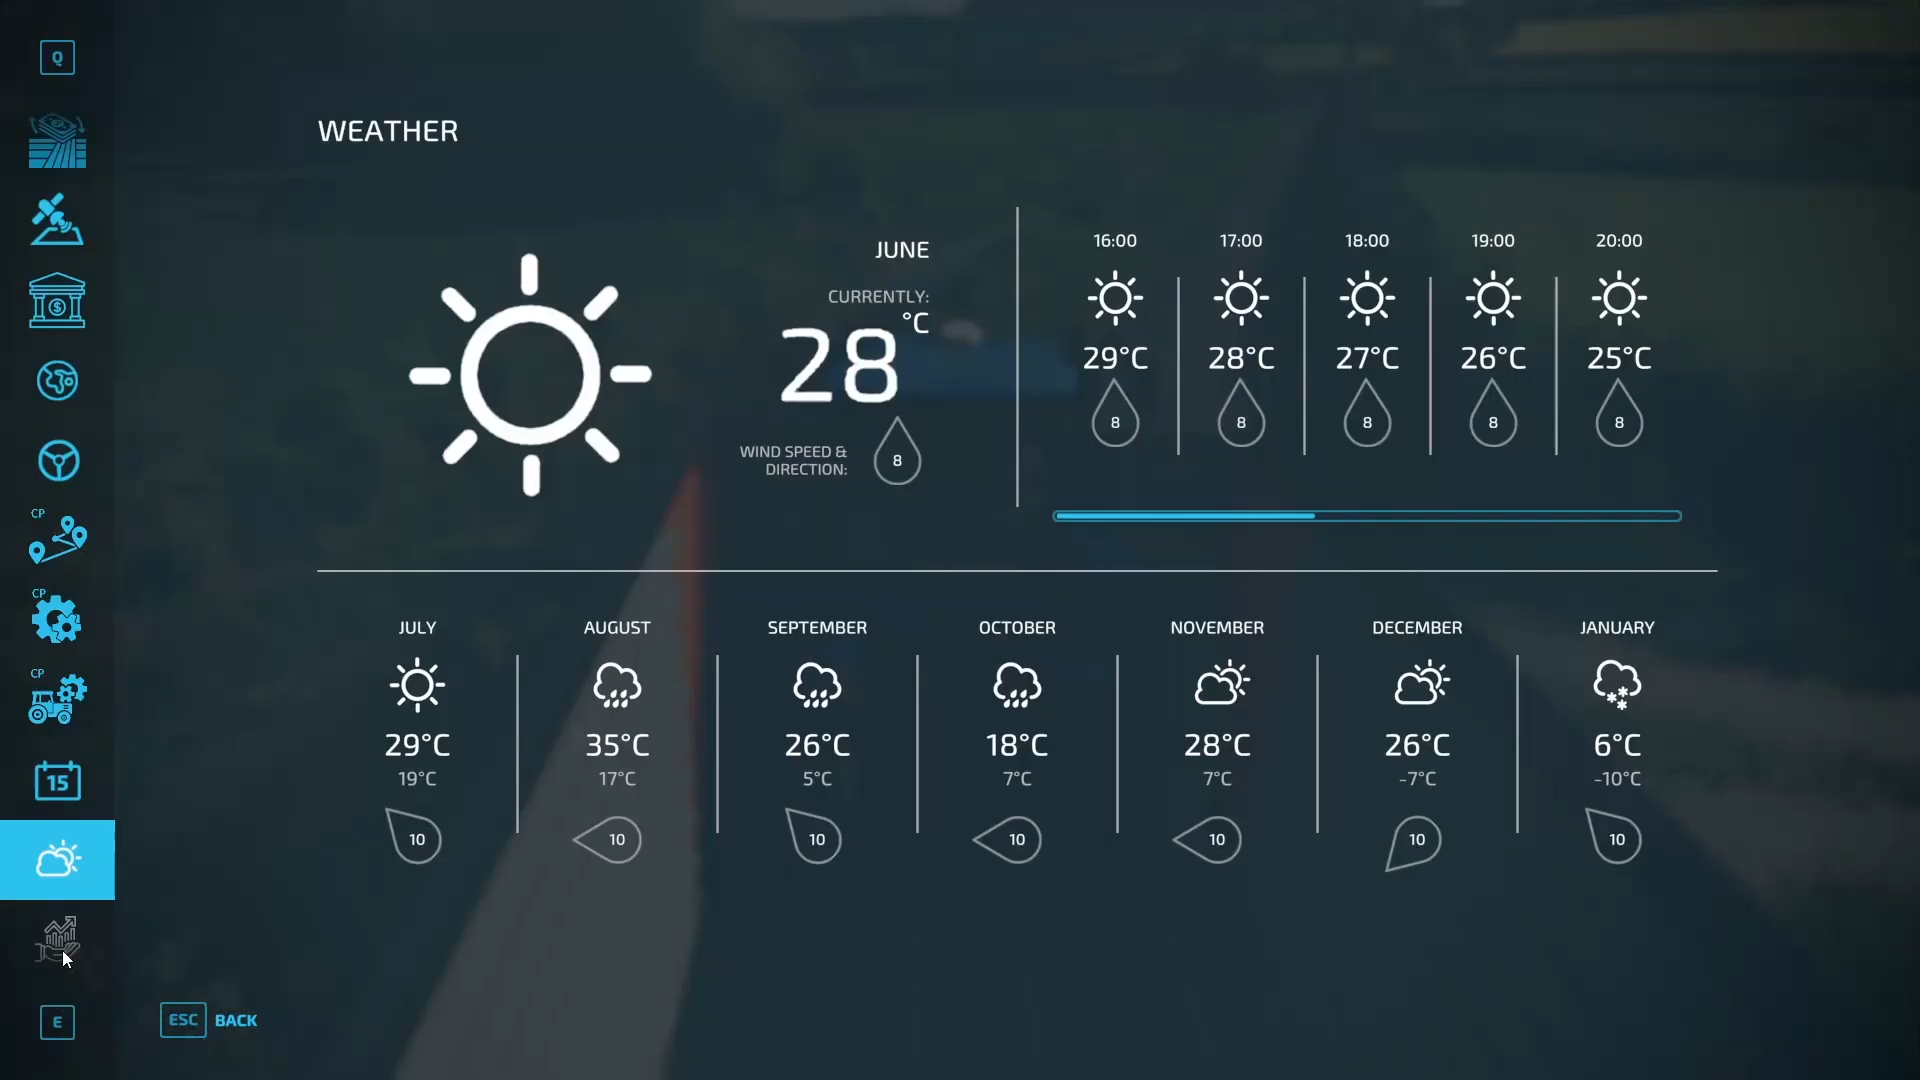 Q
WEATHER
JUNE
CURRENTLY:
28 °C
WIND SPEED &
DIRECTION:
8
16:00 17:00 18:00 19:00 20:00
29°C 28°C 27°C 26°C 25°C
8 8 8 8 8
CP
CP
CP
JULY AUGUST SEPTEMBER OCTOBER NOVEMBER DECEMBER JANUARY
29°C 35°C 26°C 18°C 28°C 26°C 6°C
19°C 17°C 5°C 7°C 7°C -7°C -10°C
10 10 10 10 10 10 10
15
E
ESC BACK